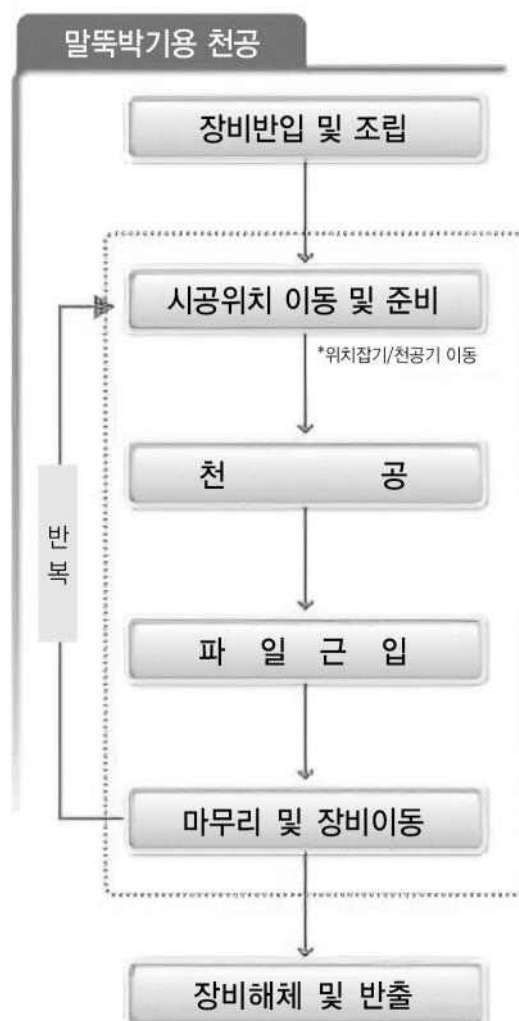 말뚝박기용 천공
장비반입 및 조립
시공위치 이동 및 준비
*위치잡기/천공기 이동
천 공
반
복
파 일 근 입
마무리 및 장비이동
장비해체 및 반출